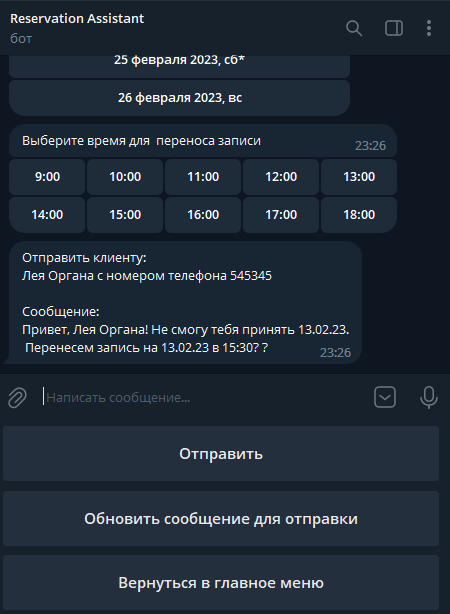 Reservation Assistant
бот
25 февраля 2023, сб*
26 февраля 2023, вс
Выберите время для  переноса записи
23:26
9:00 10:00 11:00 12:00 13:00
14:00 15:00 16:00 17:00 18:00
Отправить клиенту:
Лея Органа с номером телефона 545345
Сообщение:
Привет, Лея Органа! Не смогу тебя принять 13.02.23.
Перенесем запись на 13.02.23 в 15:30? ?
23:26
Написать сообщение...
Отправить
Обновить сообщение для отправки
Вернуться в главное меню